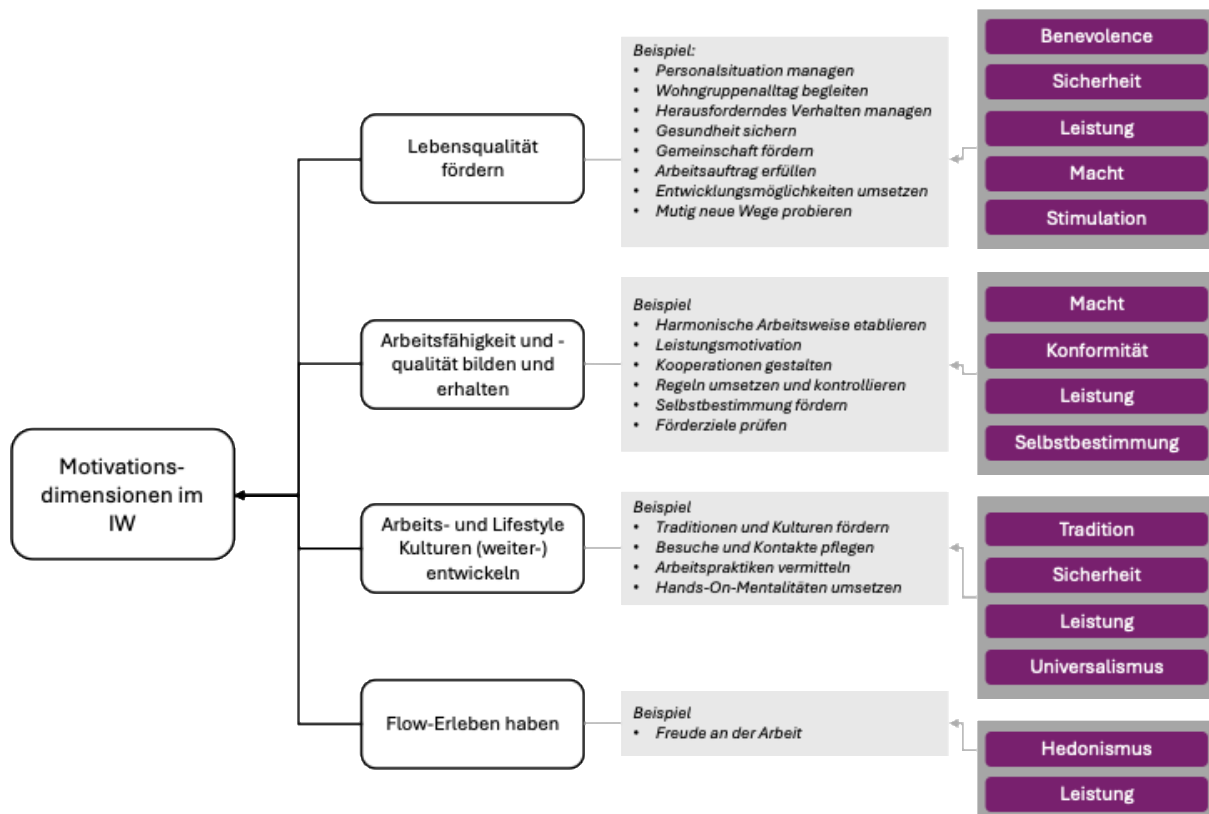 Motivations-
dimensionen im
IW
Lebensqualität
fördern
Beispiel:
• Personalsituation managen
• Wohngruppenalltag begleiten
• Herausforderndes Verhalten managen
• Gesundheit sichern
• Gemeinschaft fördern
• Arbeitsauftrag erfüllen
• Entwicklungsmöglichkeiten umsetzen
• Mutig neue Wege probieren
Benevolence
Sicherheit
Leistung
Macht
Stimulation
Arbeitsfähigkeit und -
qualität bilden und
erhalten
Beispiel
• Harmonische Arbeitsweise etablieren
• Leistungsmotivation
• Kooperationen gestalten
• Regeln umsetzen und kontrollieren
• Selbstbestimmung fördern
• Förderziele prüfen
Macht
Konformität
Leistung
Selbstbestimmung
Arbeits- und Lifestyle
Kulturen (weiter-)
entwickeln
Beispiel
• Traditionen und Kulturen fördern
• Besuche und Kontakte pflegen
• Arbeitspraktiken vermitteln
• Hands-On-Mentalitäten umsetzen
Tradition
Sicherheit
Leistung
Universalismus
Flow-Erleben haben
Beispiel
• Freude an der Arbeit
Hedonismus
Leistung